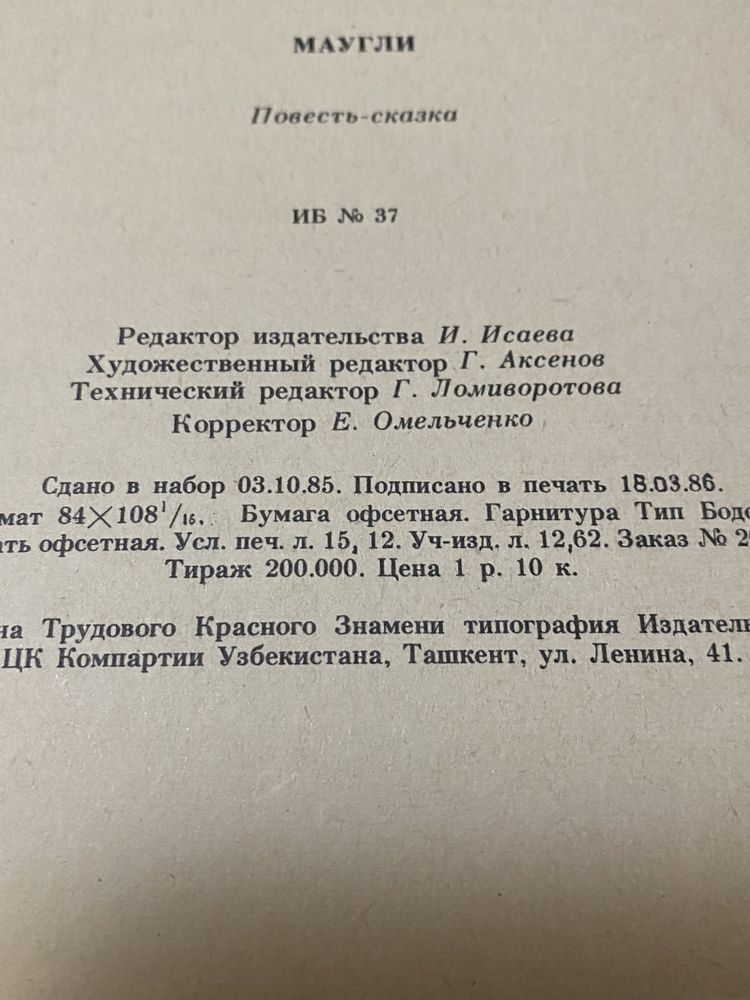 МАУГЛИ
Повесть-сказка
ИБ № 37
Редактор издательства И. Исаева
Художественный редактор Г. Аксенов
Технический редактор Г. Ломиворотова
Корректор Е. Омельченко
Сдано в набор 03.10.85. Подписано в печать 18.03.86.
мат 84×108¹/₁₆. Бумага офсетная. Гарнитура Тип Бодо
ать офсетная. Усл. печ. л. 15, 12. Уч-изд. л. 12,62. Заказ № 2
Тираж 200.000. Цена 1 р. 10 к.
на Трудового Красного Знамени типография Издатель
ЦК Компартии Узбекистана, Ташкент, ул. Ленина, 41.